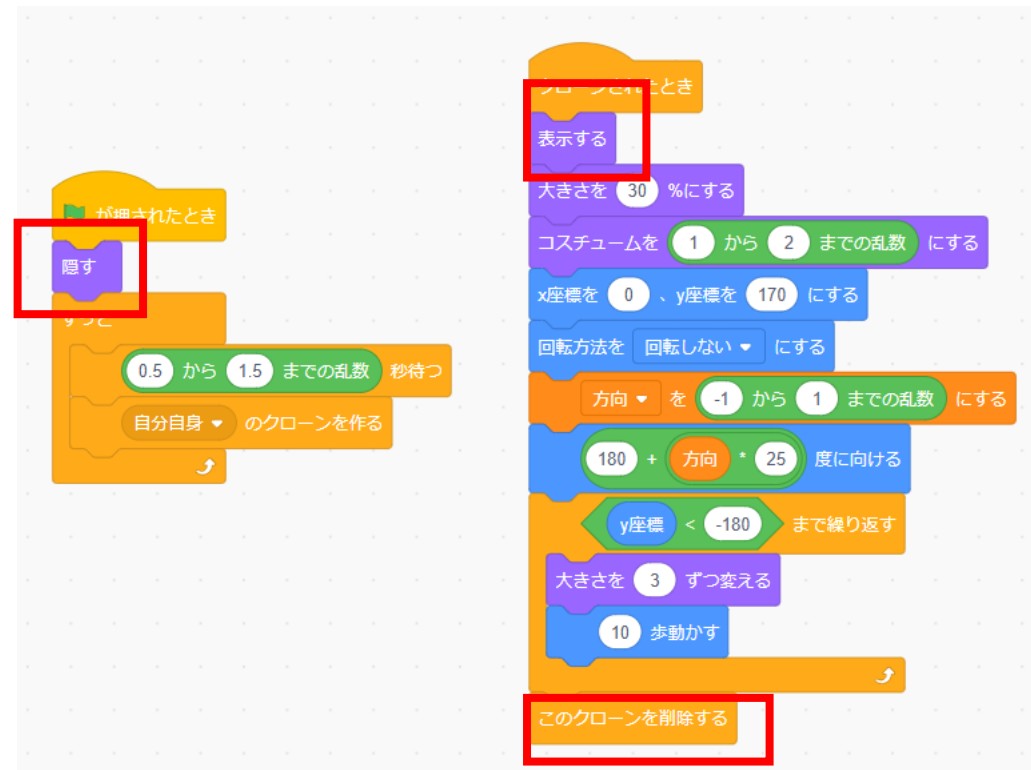 が押されたとき
隠す
ずっと
0.5 から 1.5 までの乱数 秒待つ
自分自身 のクローンを作る
クローンされたとき
表示する
大きさを 30 %にする
コスチュームを 1 から 2 までの乱数 にする
x座標を 0 、y座標を 170 にする
回転方法を 回転しない にする
方向 を -1 から 1 までの乱数 にする
180 + 方向 * 25 度に向ける
y座標 < -180 まで繰り返す
大きさを 3 ずつ変える
10 歩動かす
このクローンを削除する